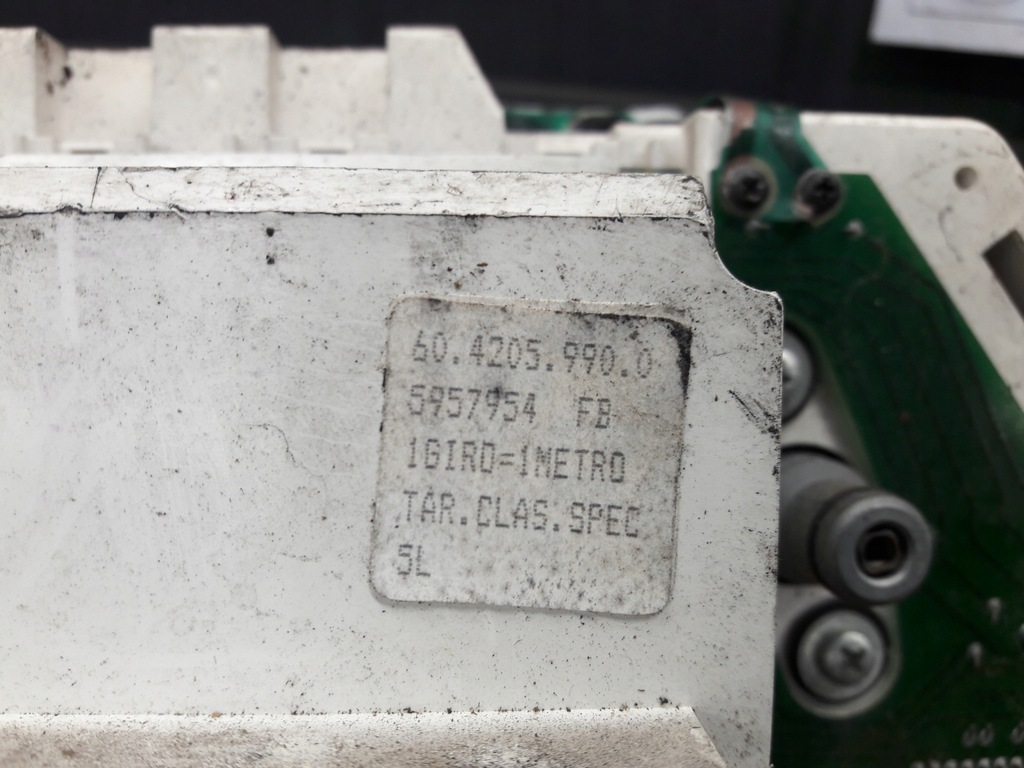 60.4205.990.0
5957954 FB
1GIRO=1METRO
TAR.CLAS.SPEC
5L